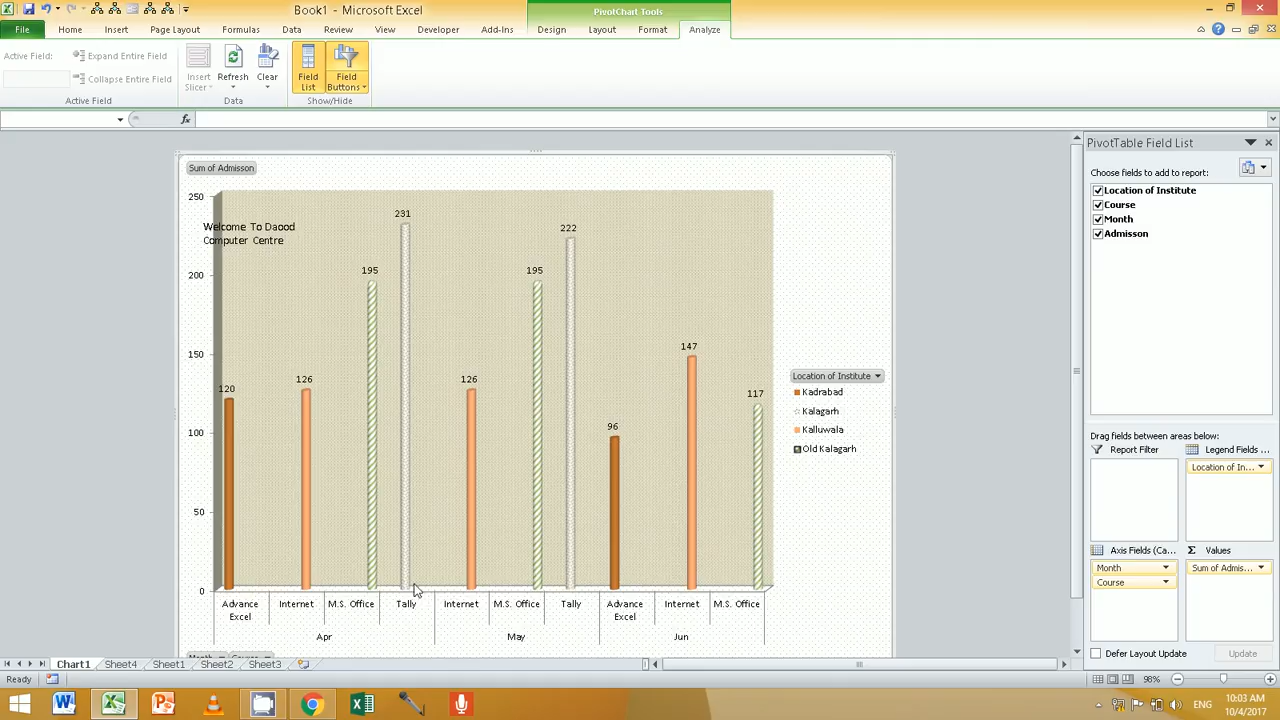 Book1 - Microsoft Excel
PivotChart Tools
File Home Insert Page Layout Formulas Data Review View Developer Add-Ins Design Layout Format Analyze
Active Field:
Expand Entire Field
Collapse Entire Field
Active Field
Insert Slicer
Refresh
Clear
Data
Field List
Field Buttons
Show/Hide
fx
Sum of Admisson
Welcome To Daood
Computer Centre
250
200
150
100
50
0
120
126
195
231
126
195
222
96
147
117
Advance Excel
Internet
M.S. Office
Tally
Internet
M.S. Office
Tally
Advance Excel
Internet
M.S. Office
Apr
May
Jun
Location of Institute
Kadrabad
Kalagarh
Kalluwala
Old Kalagarh
PivotTable Field List
Choose fields to add to report:
Location of Institute
Course
Month
Admisson
Drag fields between areas below:
Report Filter
Legend Fields ...
Location of In...
Axis Fields (Ca...
Σ Values
Month
Course
Sum of Admis...
Defer Layout Update
Update
Chart1 Sheet4 Sheet1 Sheet2 Sheet3
Ready
98%
ENG
10:03 AM
10/4/2017